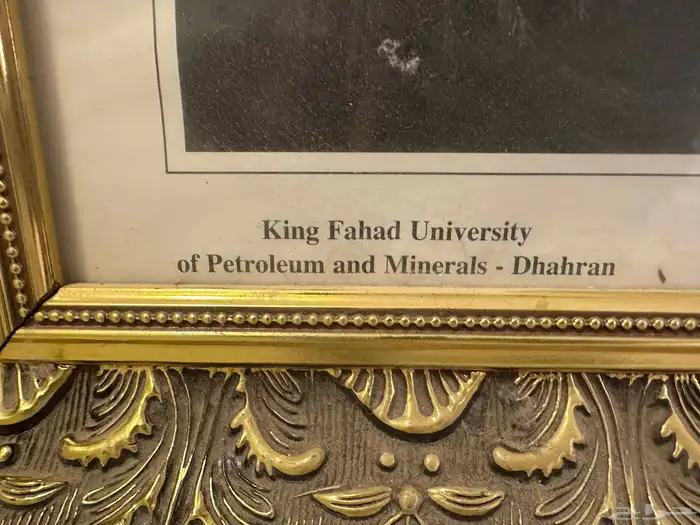 King Fahad University
of Petroleum and Minerals - Dhahran